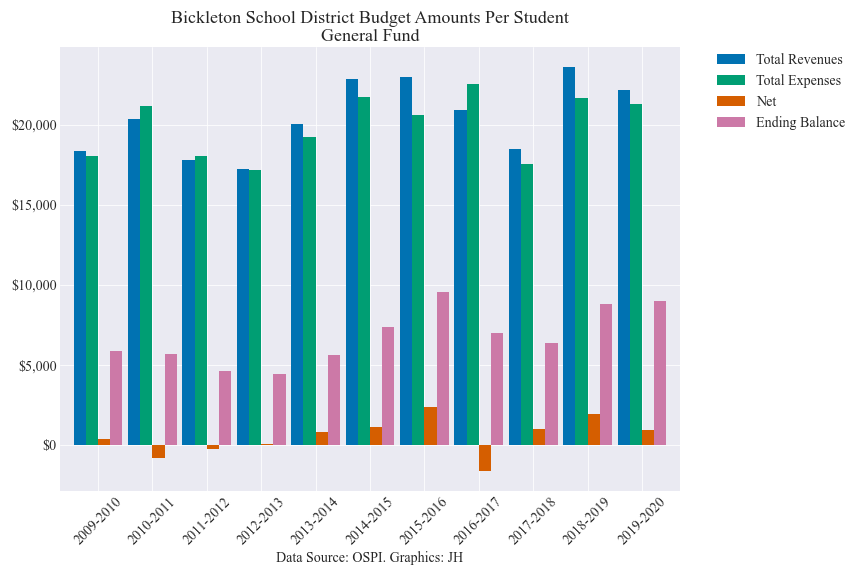 Bickleton School District Budget Amounts Per Student
General Fund
Total Revenues
Total Expenses
Net
Ending Balance
$20,000
$15,000
$10,000
$5,000
$0
2009-2010
2010-2011
2011-2012
2012-2013
2013-2014
2014-2015
2015-2016
2016-2017
2017-2018
2018-2019
2019-2020
Data Source: OSPI. Graphics: JH